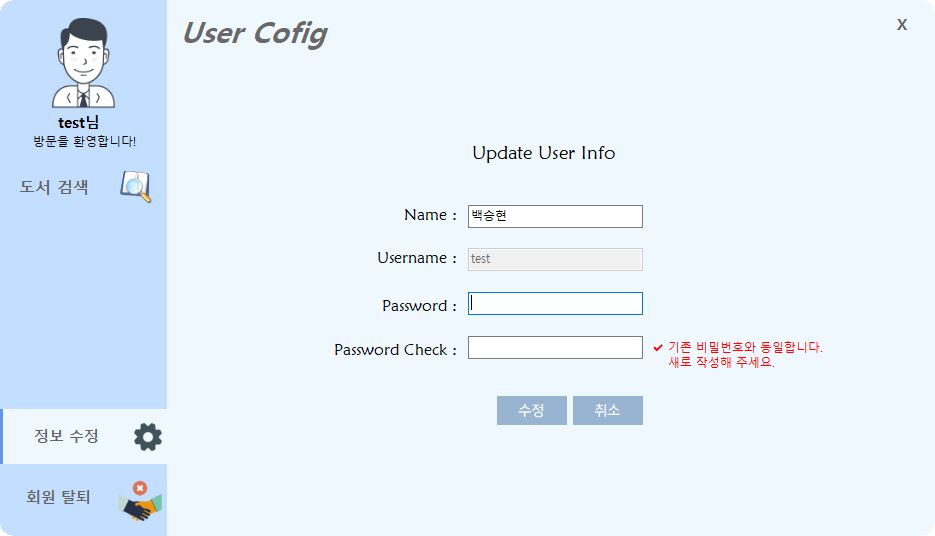 User Cofig
X
test님
방문을 환영합니다!
도서 검색
정보 수정
회원 탈퇴
Update User Info
Name : 백승현
Username : test
Password :
Password Check :
기존 비밀번호와 동일합니다.
새로 작성해 주세요.
수정 취소